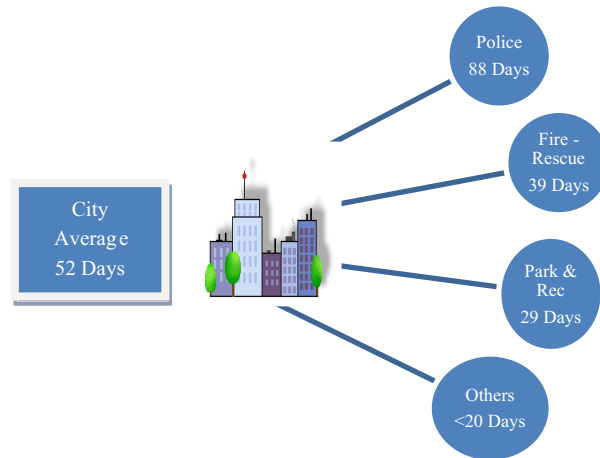 City
Average
52 Days
Police
88 Days
Fire -
Rescue
39 Days
Park &
Rec
29 Days
Others
<20 Days